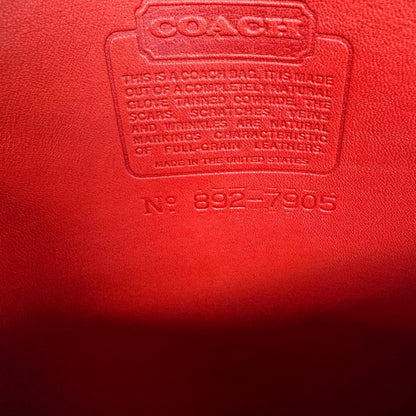 COACH
THIS IS A COACH BAG. IT IS MADE
OUT OF A COMPLETELY NATURAL
GLOVE TANNED COWHIDE, THE
SCARS, SCRATCHES, VEINS
AND WRINKLES ARE NATURAL
MARKINGS CHARACTERISTIC
OF FULL-GRAIN LEATHERS.
MADE IN THE UNITED STATES
No 892-7905